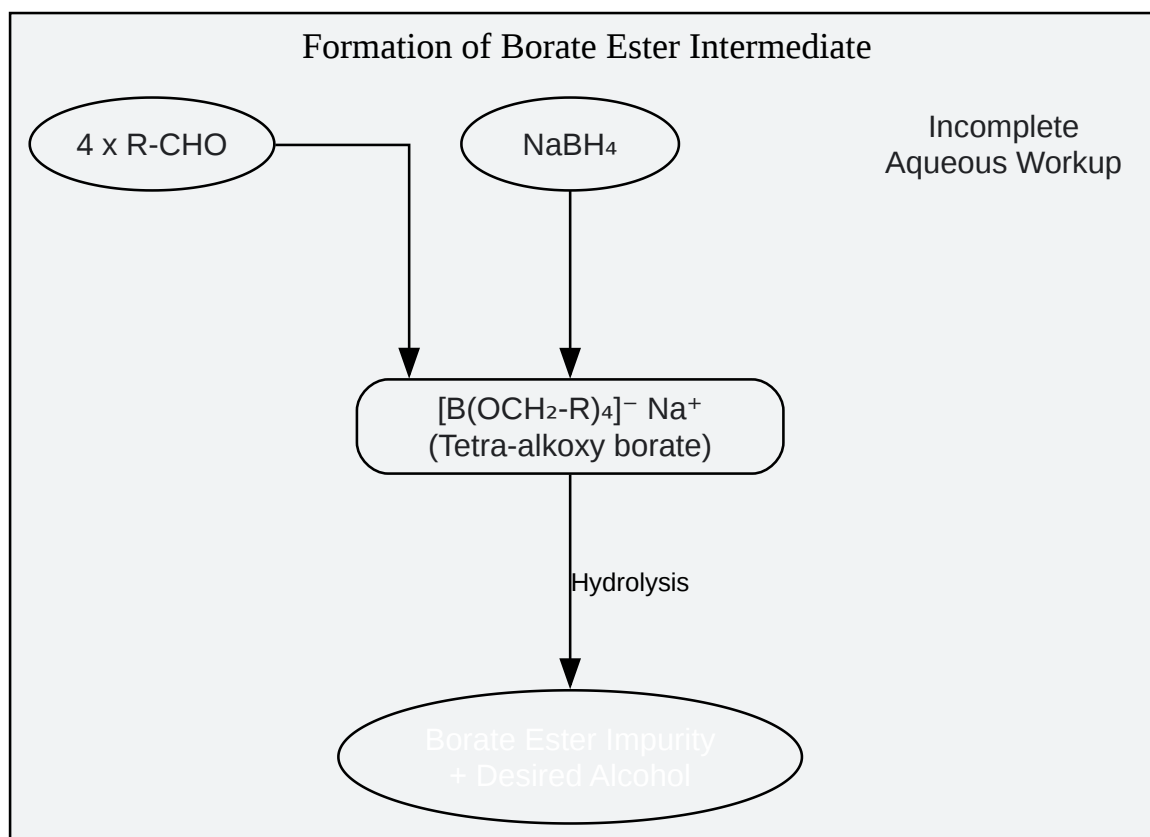 Formation of Borate Ester Intermediate
4 x R-CHO
NaBH₄
Incomplete
Aqueous Workup
[B(OCH₂-R)₄]⁻ Na⁺
(Tetra-alkoxy borate)
Hydrolysis
Borate Ester Impurity
+ Desired Alcohol